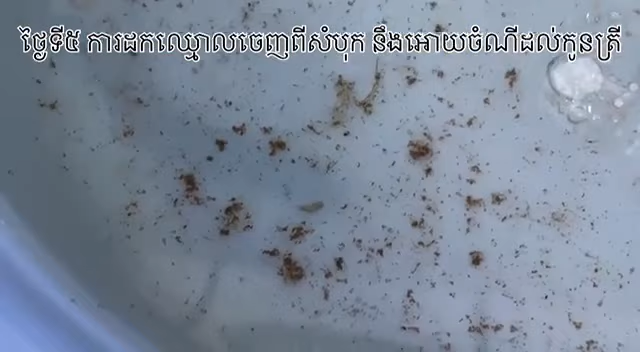 ថ្ងៃទី៥ ការដកឈ្មោលចេញពីសំបុក នឹងអោយចំណីដល់កូនត្រី